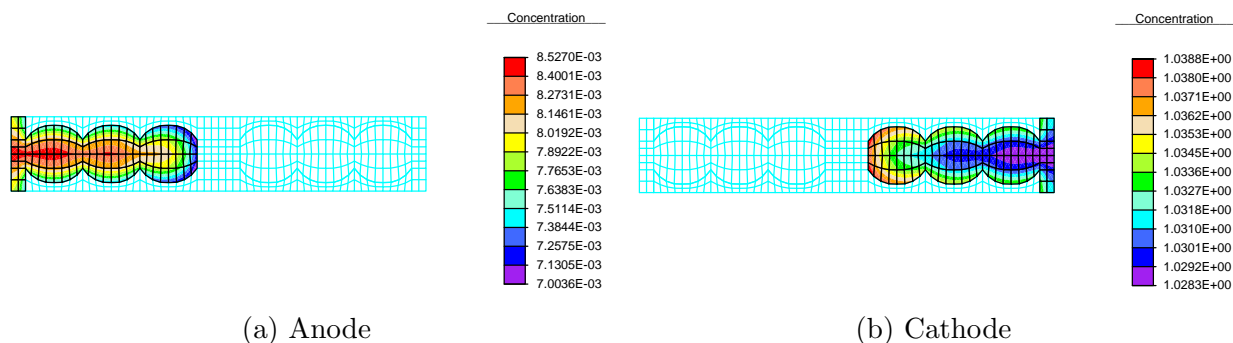 Concentration
8.5270E-03
8.4001E-03
8.2731E-03
8.1461E-03
8.0192E-03
7.8922E-03
7.7653E-03
7.6383E-03
7.5114E-03
7.3844E-03
7.2575E-03
7.1305E-03
7.0036E-03
(a) Anode
Concentration
1.0388E+00
1.0380E+00
1.0371E+00
1.0362E+00
1.0353E+00
1.0345E+00
1.0336E+00
1.0327E+00
1.0318E+00
1.0310E+00
1.0301E+00
1.0292E+00
1.0283E+00
(b) Cathode